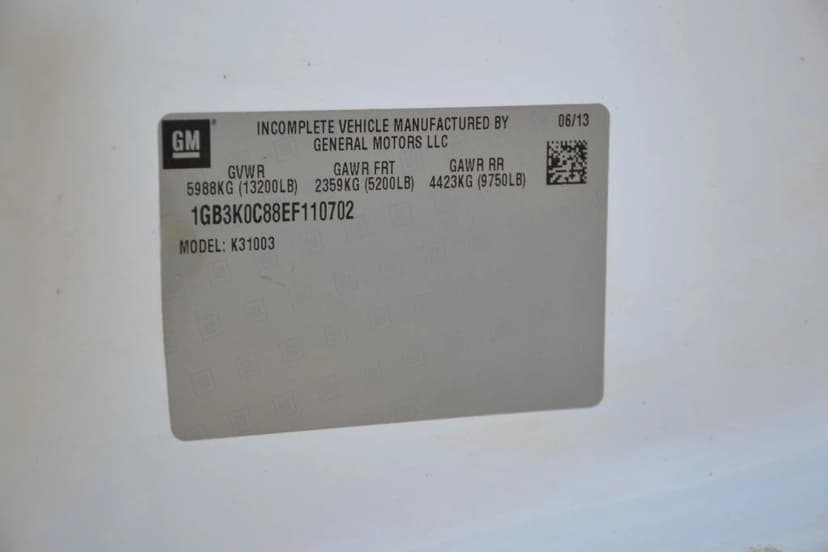 GM®
INCOMPLETE VEHICLE MANUFACTURED BY 06/13
GENERAL MOTORS LLC
GVWR GAWR FRT GAWR RR
5988KG (13200LB) 2359KG (5200LB) 4423KG (9750LB)
1GB3K0C88EF110702
MODEL: K31003